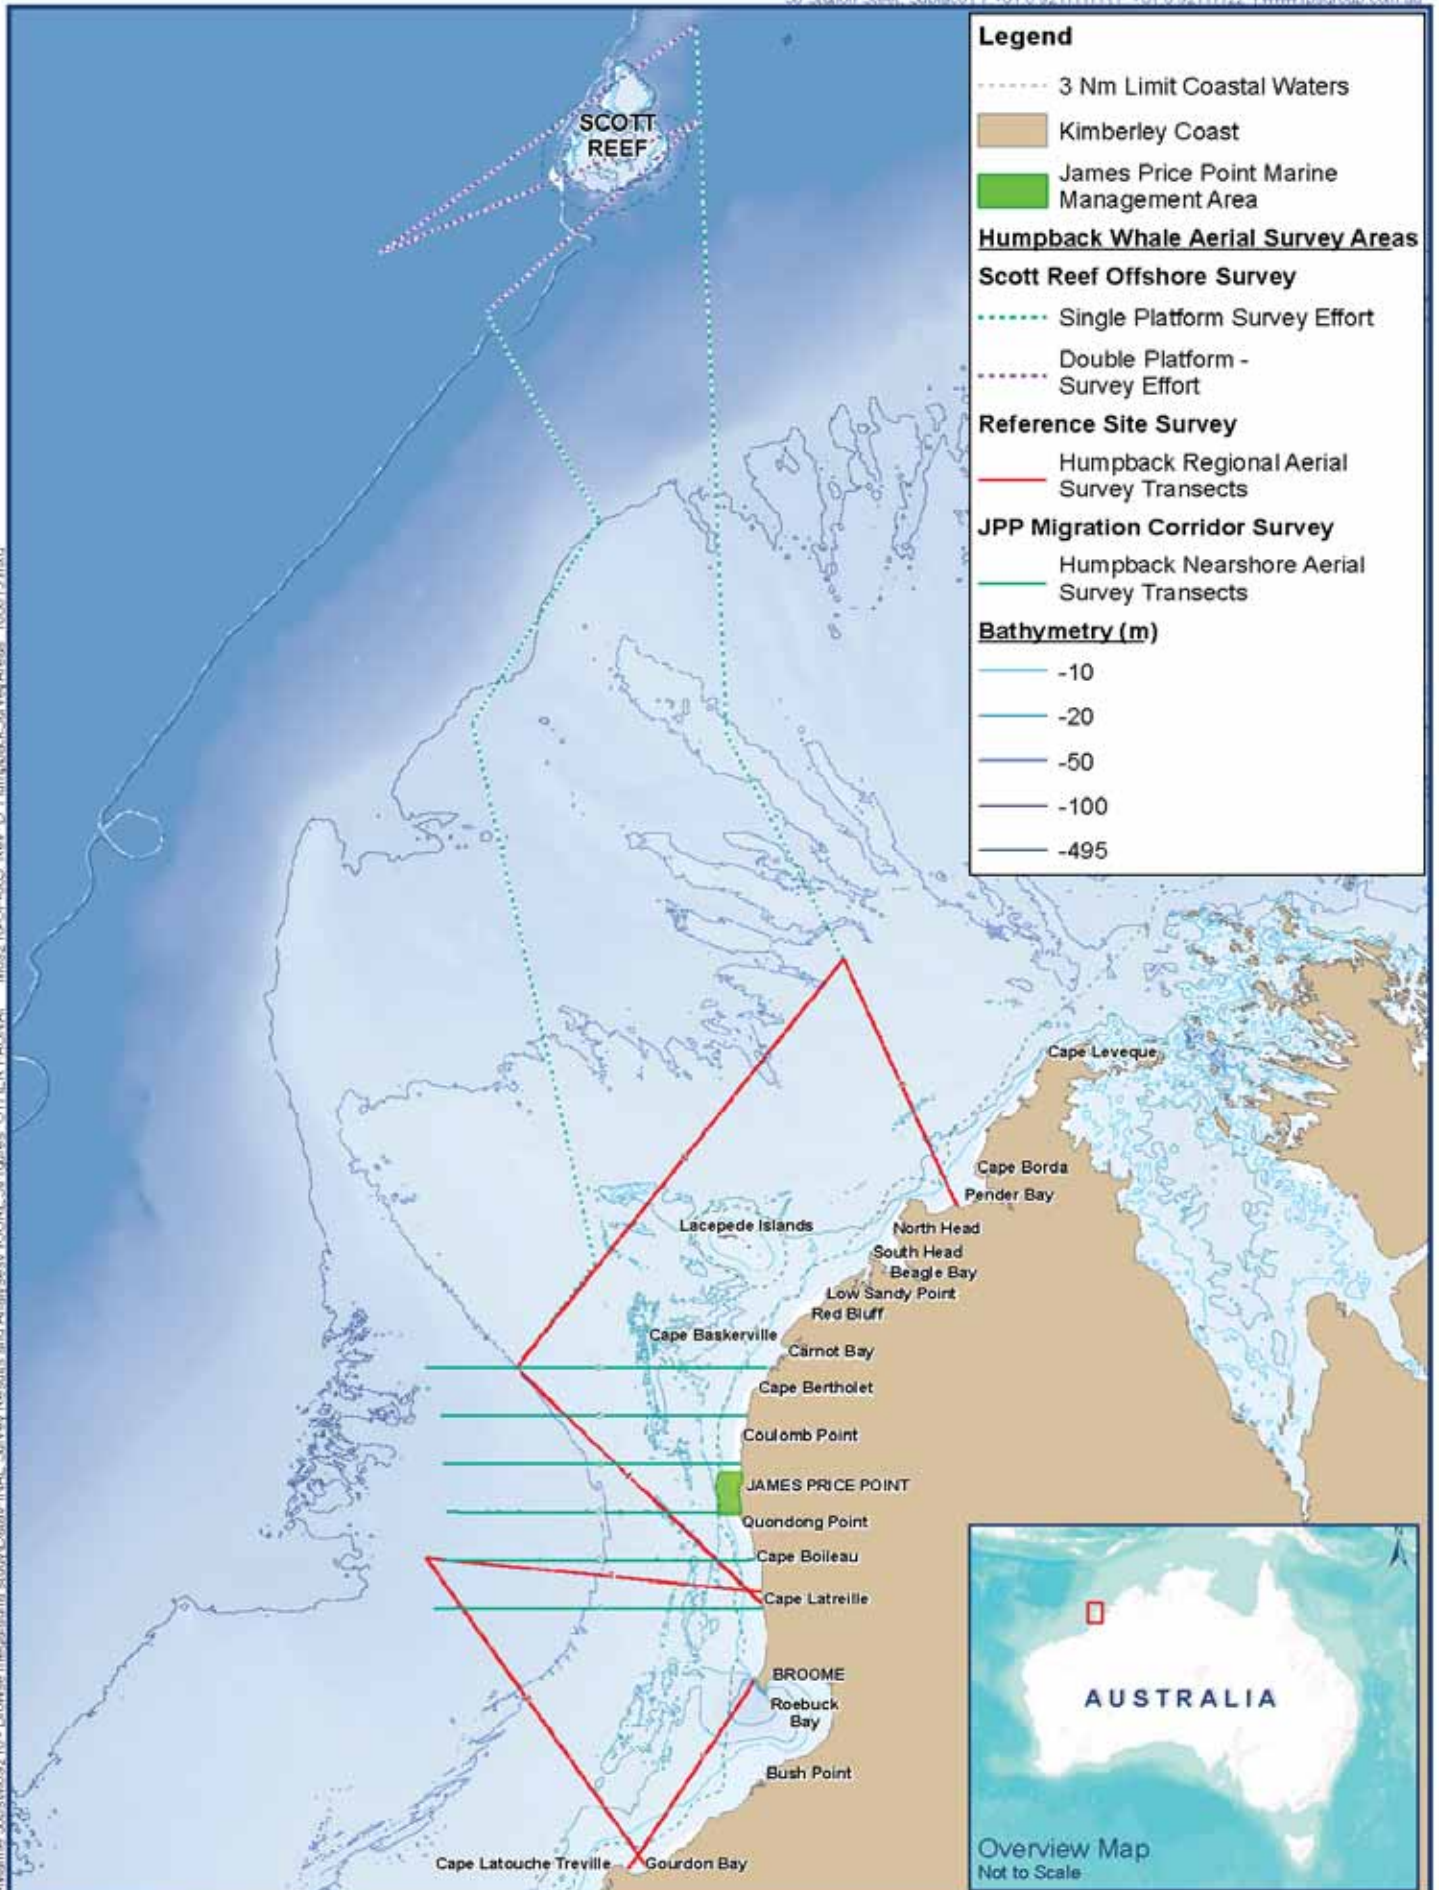 Legend
3 Nm Limit Coastal Waters
Kimberley Coast
James Price Point Marine
Management Area
Humpback Whale Aerial Survey Areas
Scott Reef Offshore Survey
Single Platform Survey Effort
Double Platform -
Survey Effort
Reference Site Survey
Humpback Regional Aerial
Survey Transects
JPP Migration Corridor Survey
Humpback Nearshore Aerial
Survey Transects
Bathymetry (m)
-10
-20
-50
-100
-495
SCOTT
REEF
Cape Leveque
Cape Borda
Pender Bay
Lacepede Islands
North Head
South Head
Beagle Bay
Low Sandy Point
Red Bluff
Cape Baskerville
Carnot Bay
Cape Bertholet
Coulomb Point
JAMES PRICE POINT
Quondong Point
Cape Boileau
Cape Latreille
BROOME
Roebuck
Bay
Bush Point
Cape Latouche Treville
Gourdon Bay
AUSTRALIA
Overview Map
Not to Scale